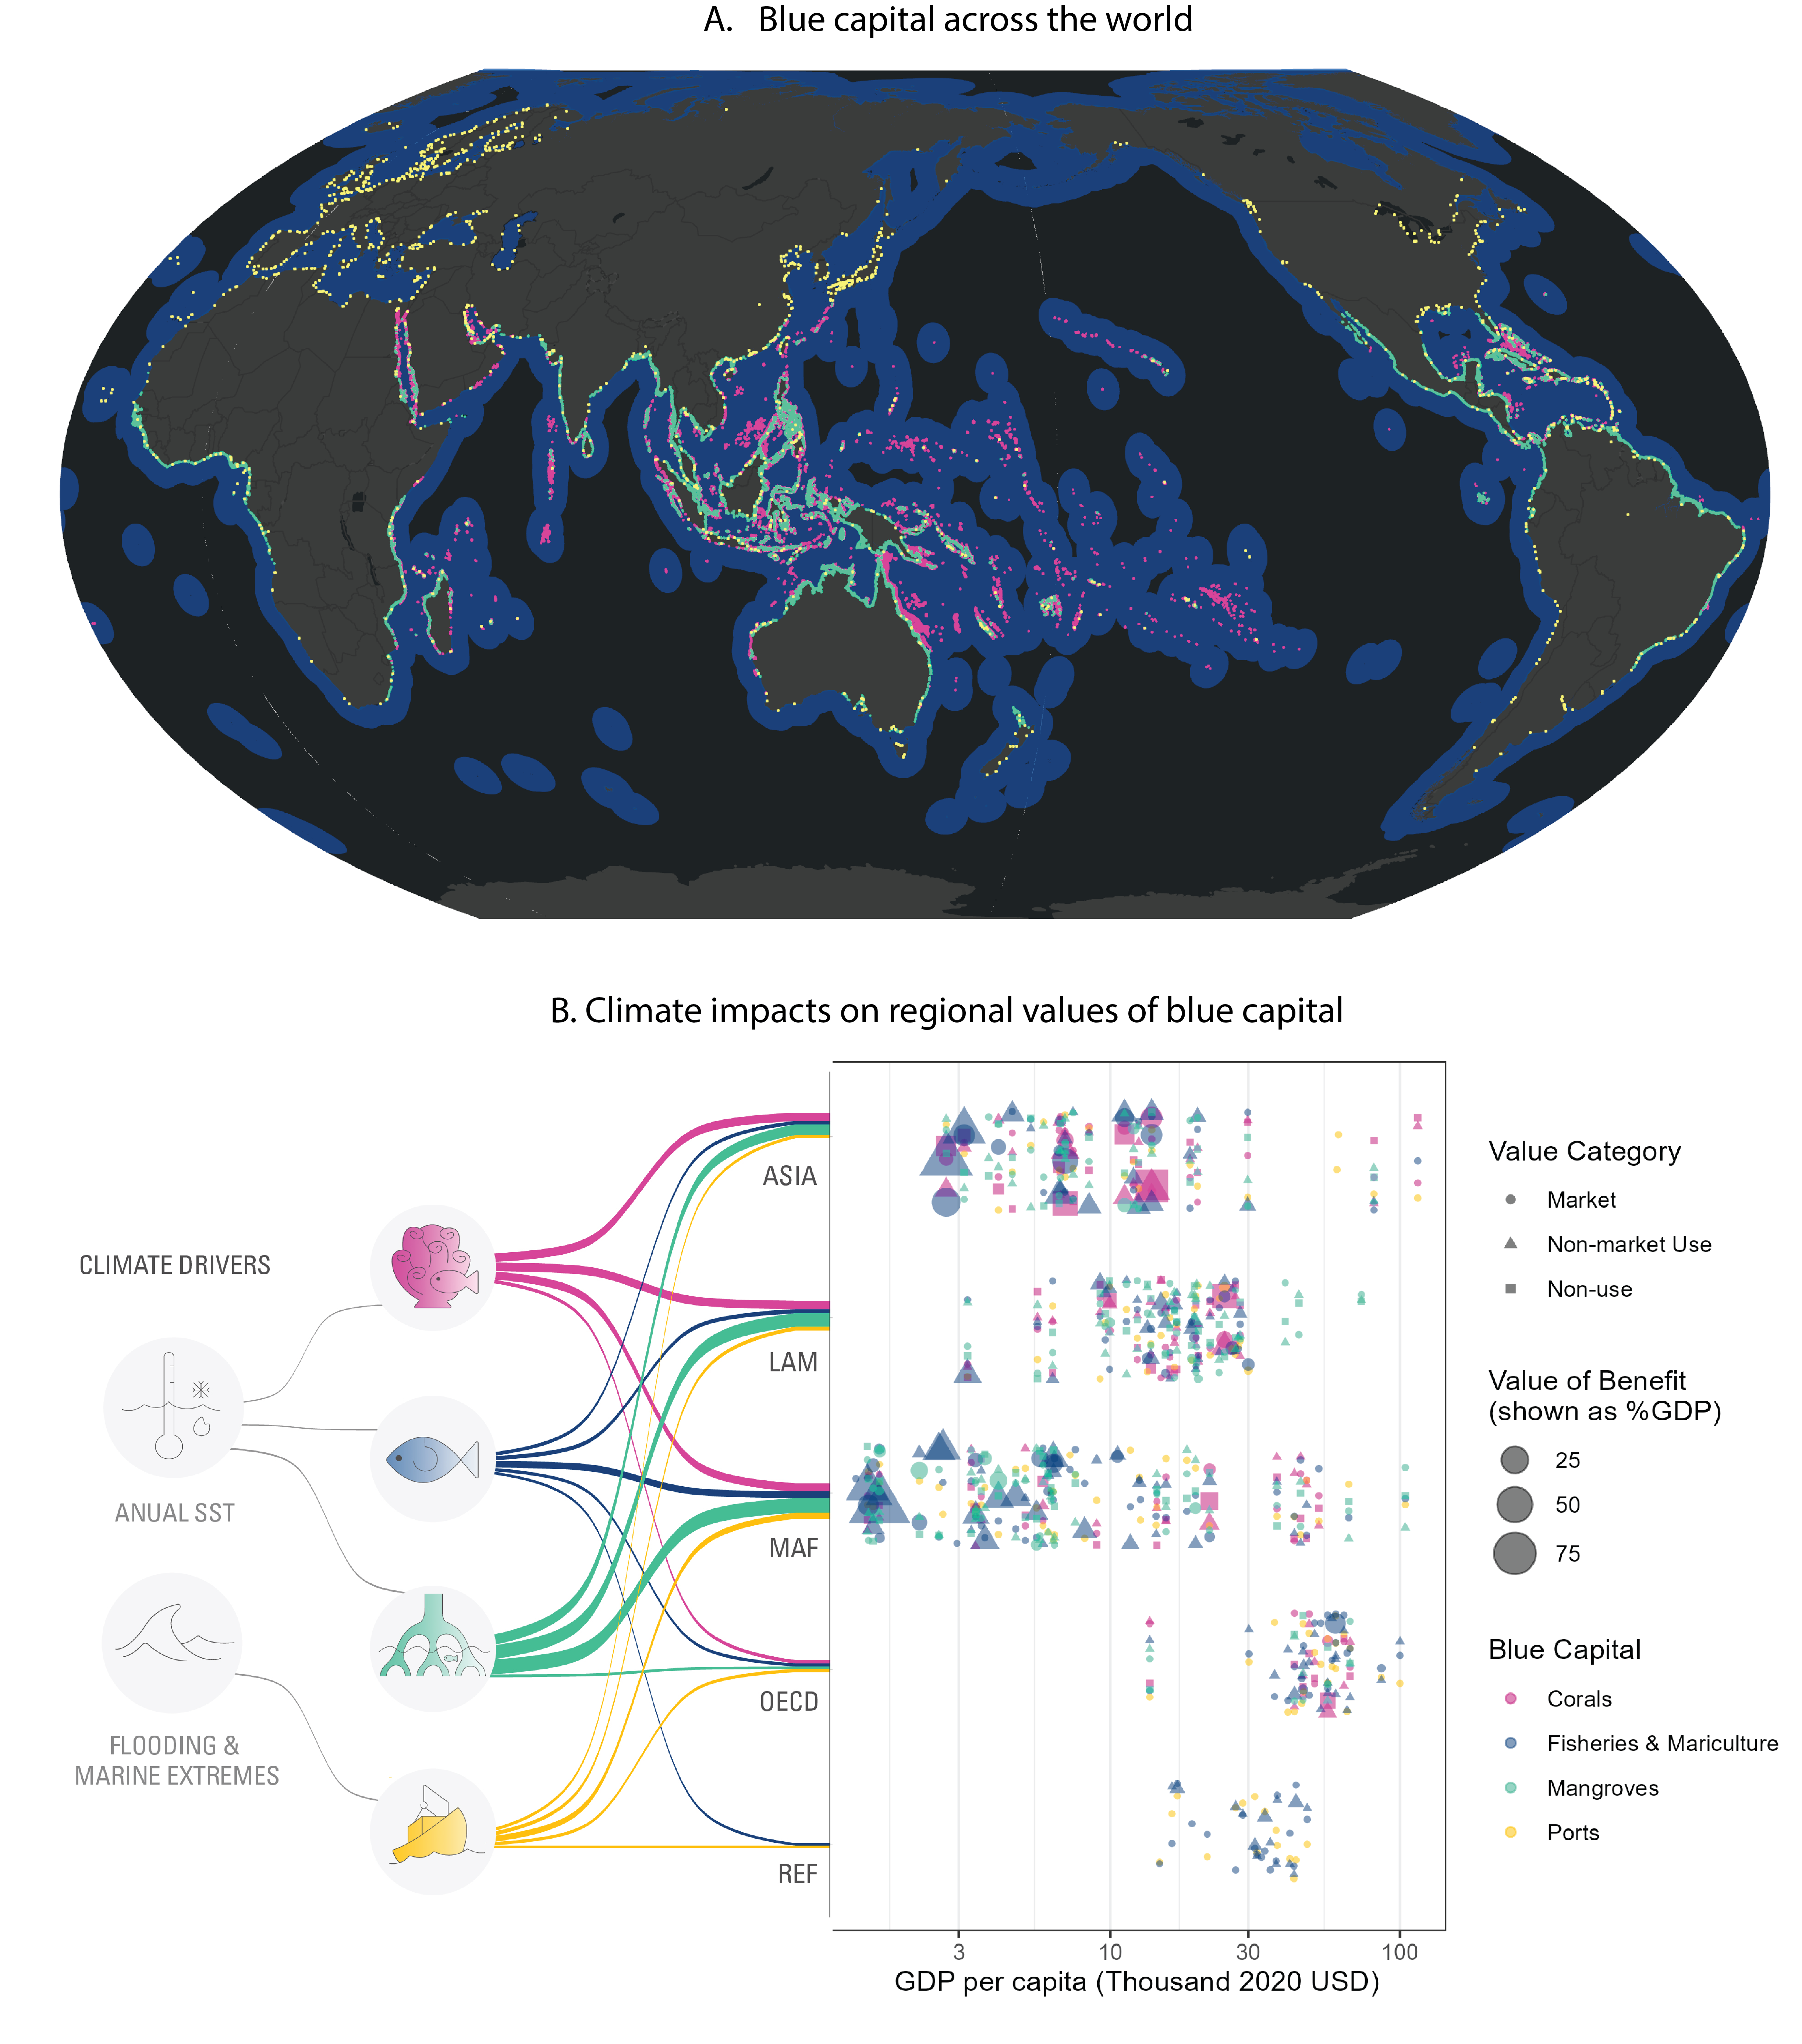 A. Blue capital across the world
B. Climate impacts on regional values of blue capital
CLIMATE DRIVERS
ANUAL SST
FLOODING &
MARINE EXTREMES
ASIA
LAM
MAF
OECD
REF
3
10
30
100
GDP per capita (Thousand 2020 USD)
Value Category
Market
Non-market Use
Non-use
Value of Benefit
(shown as %GDP)
25
50
75
Blue Capital
Corals
Fisheries & Mariculture
Mangroves
Ports